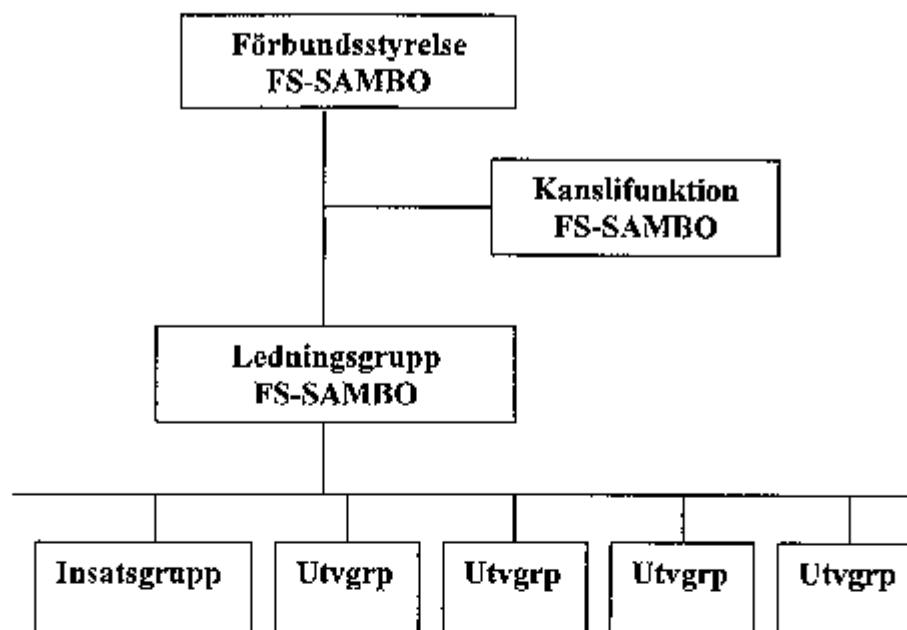 Förbundsstyrelse
FS-SAMBO
Kanslifunktion
FS-SAMBO
Ledningsgrupp
FS-SAMBO
Insatsgrupp
Utvgrp
Utvgrp
Utvgrp
Utvgrp